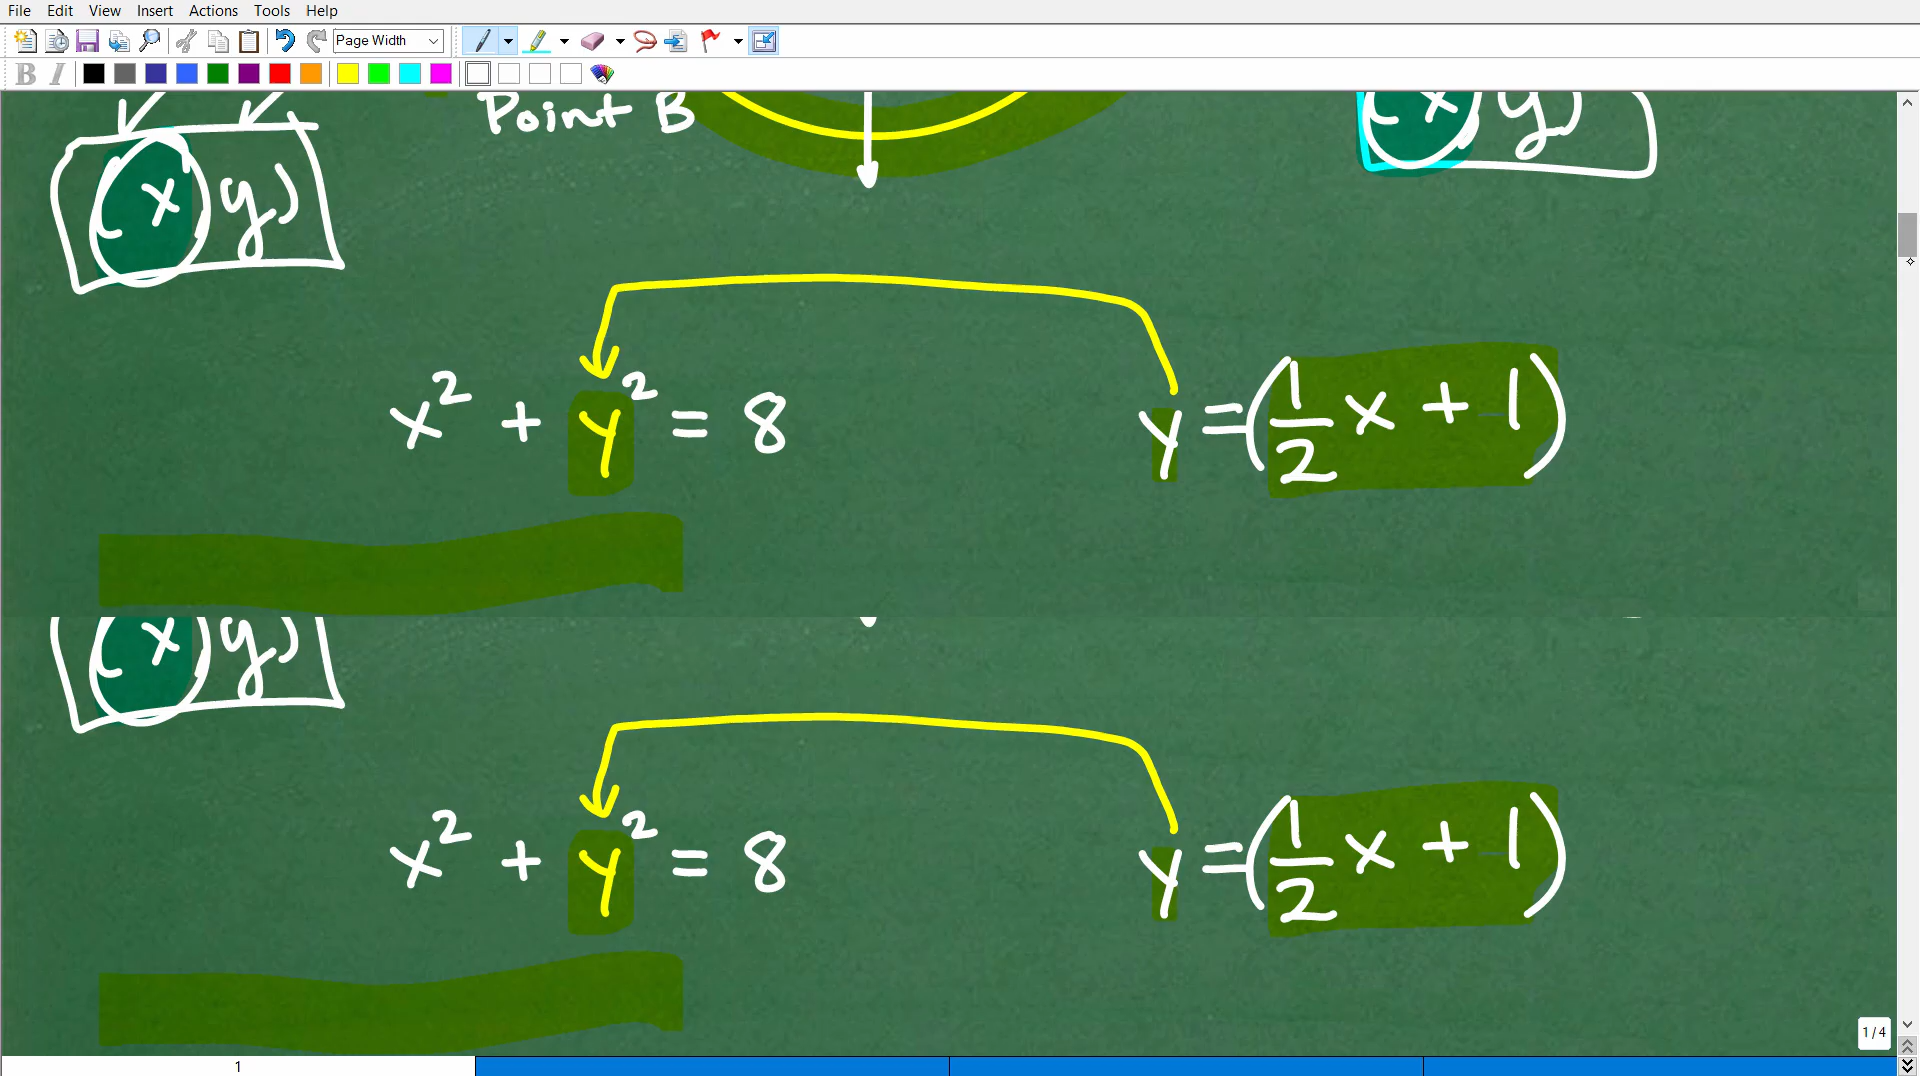 File Edit View Insert Actions Tools Help
Page Width
B I
Point B
(x y)
(x y)
x² + y² = 8
y = (1/2 x + 1)
(x y)
x² + y² = 8
y = (1/2 x + 1)
1 / 4
1